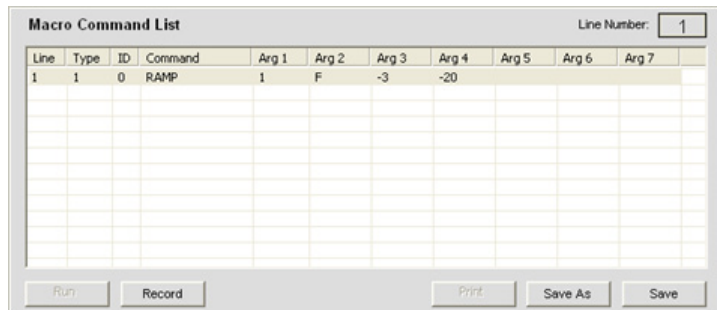 Macro Command List Line Number: 1
Line Type ID Command Arg 1 Arg 2 Arg 3 Arg 4 Arg 5 Arg 6 Arg 7
1 1 0 RAMP 1 F -3 -20
Run Record Print Save As Save